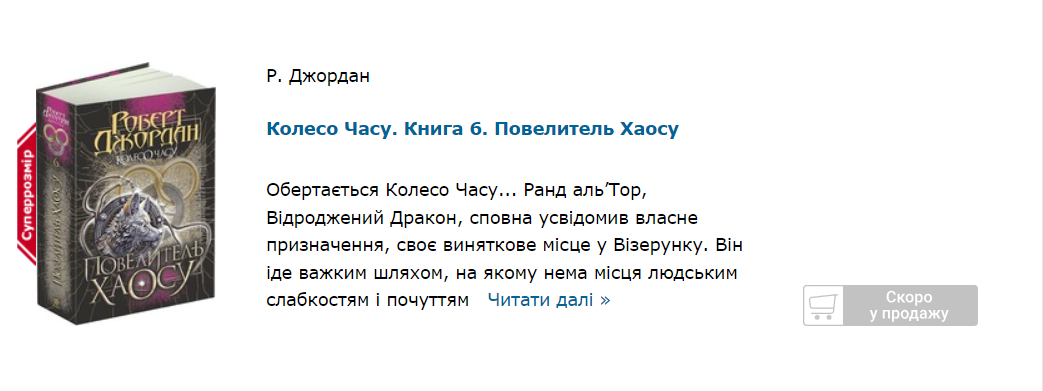 Суперрозмір
РОБЕРТ
ДЖОРДАН
КОЛЕСО ЧАСУ
6
ПОВЕЛИТЕЛЬ ХАОСУ
ПОВЕЛИТЕЛЬ
ХАОСУ
Р. Джордан
Колесо Часу. Книга 6. Повелитель Хаосу
Обертається Колесо Часу... Ранд аль’Тор,
Відроджений Дракон, сповна усвідомив власне
призначення, своє виняткове місце у Візерунку. Він
іде важким шляхом, на якому нема місця людським
слабкостям і почуттям Читати далі »
Скоро
у продажу